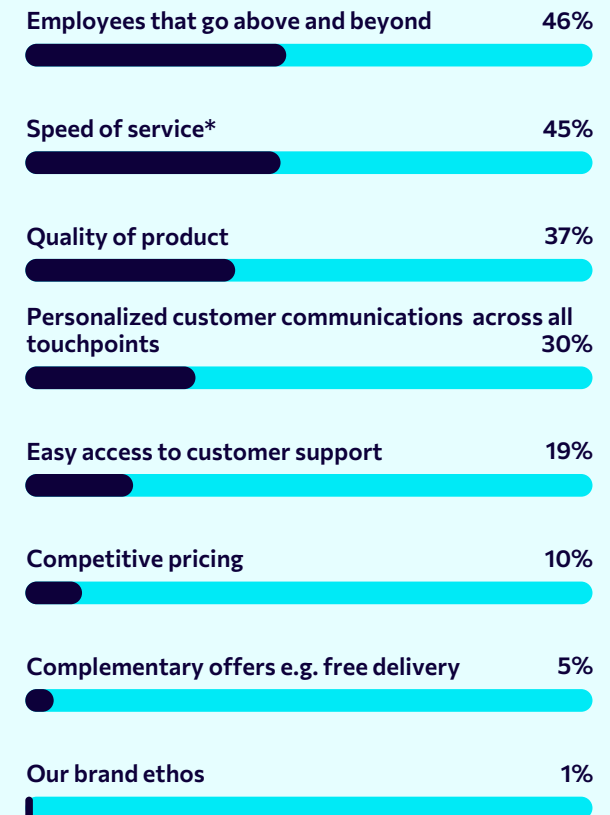 Employees that go above and beyond 46%
Speed of service* 45%
Quality of product 37%
Personalized customer communications across all
touchpoints 30%
Easy access to customer support 19%
Competitive pricing 10%
Complementary offers e.g. free delivery 5%
Our brand ethos 1%